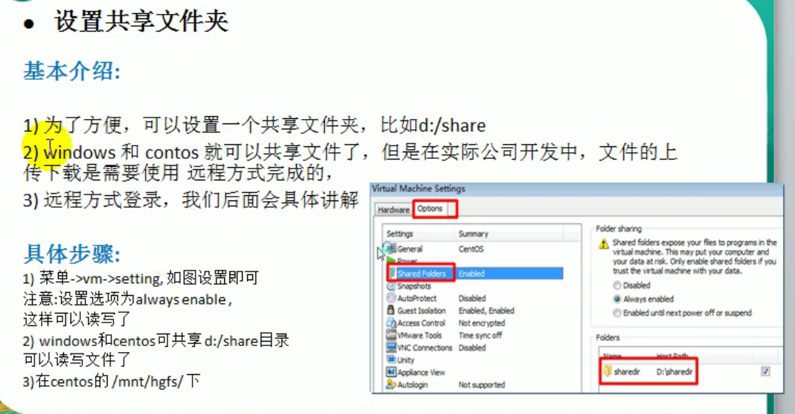 ● 设置共享文件夹
基本介绍:
1) 为了方便，可以设置一个共享文件夹，比如d:/share
2) windows 和 contos 就可以共享文件了，但是在实际公司开发中，文件的上
传下载是需要使用 远程方式完成的，
3) 远程方式登录，我们后面会具体讲解
具体步骤:
1) 菜单->vm->setting, 如图设置即可
注意:设置选项为always enable ,
这样可以读写了
2) windows和centos可共享 d:/share目录
可以读写文件了
3)在centos的 /mnt/hgfs/ 下
Virtual Machine Settings
Hardware Options
Settings Summary
General CentOS
Power
Shared Folders Enabled
Snapshots
AutoProtect Disabled
Guest Isolation Enabled, Enabled
Access Control Not encrypted
VMware Tools Time sync off
VNC Connections Disabled
Unity
Appliance View
Autologin Not supported
Folder sharing
Shared folders expose your files to programs in the
virtual machine. This may put your computer and
your data at risk. Only enable shared folders if you
trust the virtual machine with your data.
Disabled
Always enabled
Enabled until next power off or suspend
Folders
Name Host Path
sharedir D:\sharedir